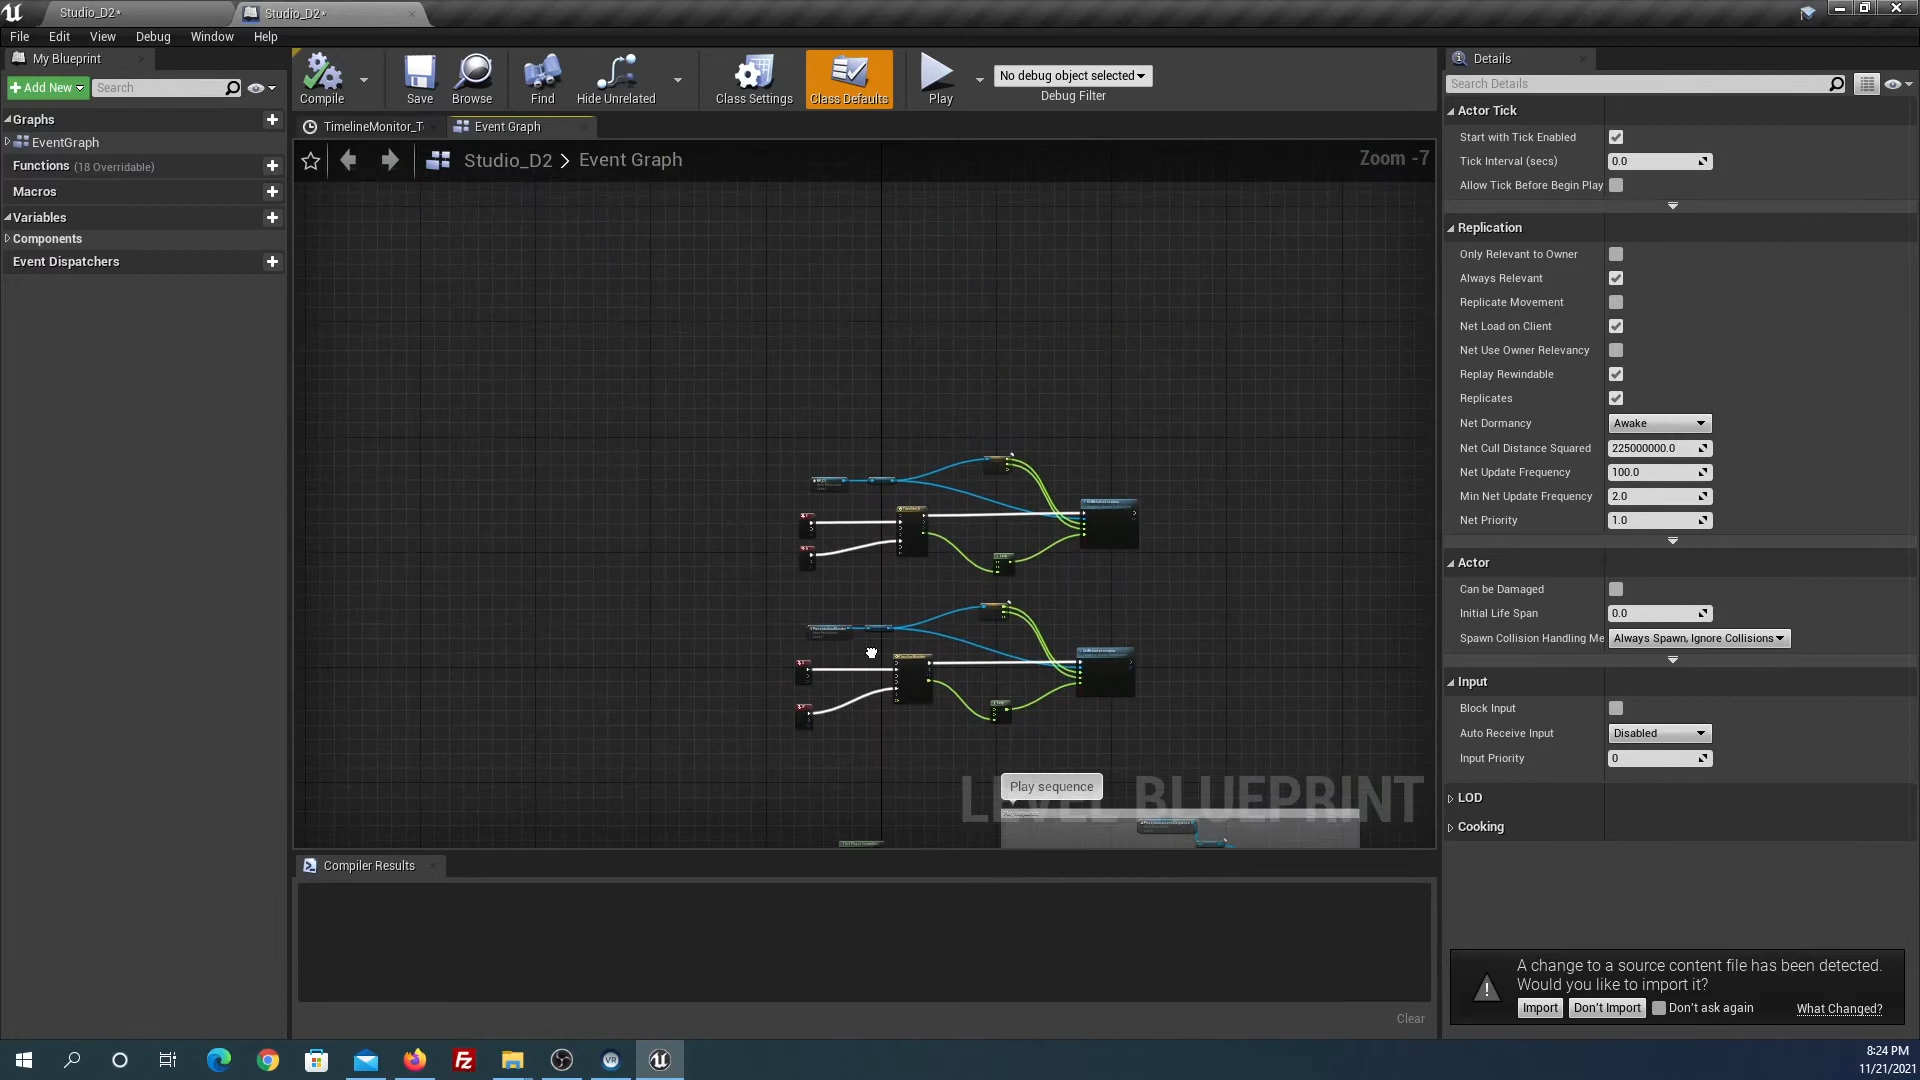 Studio_D2*
Studio_D2*
File Edit View Debug Window Help
My Blueprint
Add New
Search
Graphs
EventGraph
Functions (18 Overridable)
Macros
Variables
Components
Event Dispatchers
Compile
Save
Browse
Find
Hide Unrelated
Class Settings
Class Defaults
Play
No debug object selected
Debug Filter
TimelineMonitor_T
Event Graph
Studio_D2 > Event Graph
Zoom -7
Play sequence
LEVEL BLUEPRINT
Compiler Results
Clear
Details
Search Details
Actor Tick
Start with Tick Enabled
Tick Interval (secs) 0.0
Allow Tick Before Begin Play
Replication
Only Relevant to Owner
Always Relevant
Replicate Movement
Net Load on Client
Net Use Owner Relevancy
Replay Rewindable
Replicates
Net Dormancy Awake
Net Cull Distance Squared 225000000.0
Net Update Frequency 100.0
Min Net Update Frequency 2.0
Net Priority 1.0
Actor
Can be Damaged
Initial Life Span 0.0
Spawn Collision Handling Me Always Spawn, Ignore Collisions
Input
Block Input
Auto Receive Input Disabled
Input Priority 0
LOD
Cooking
A change to a source content file has been detected.
Would you like to import it?
Import Don't Import Don't ask again What Changed?
8:24 PM
11/21/2021